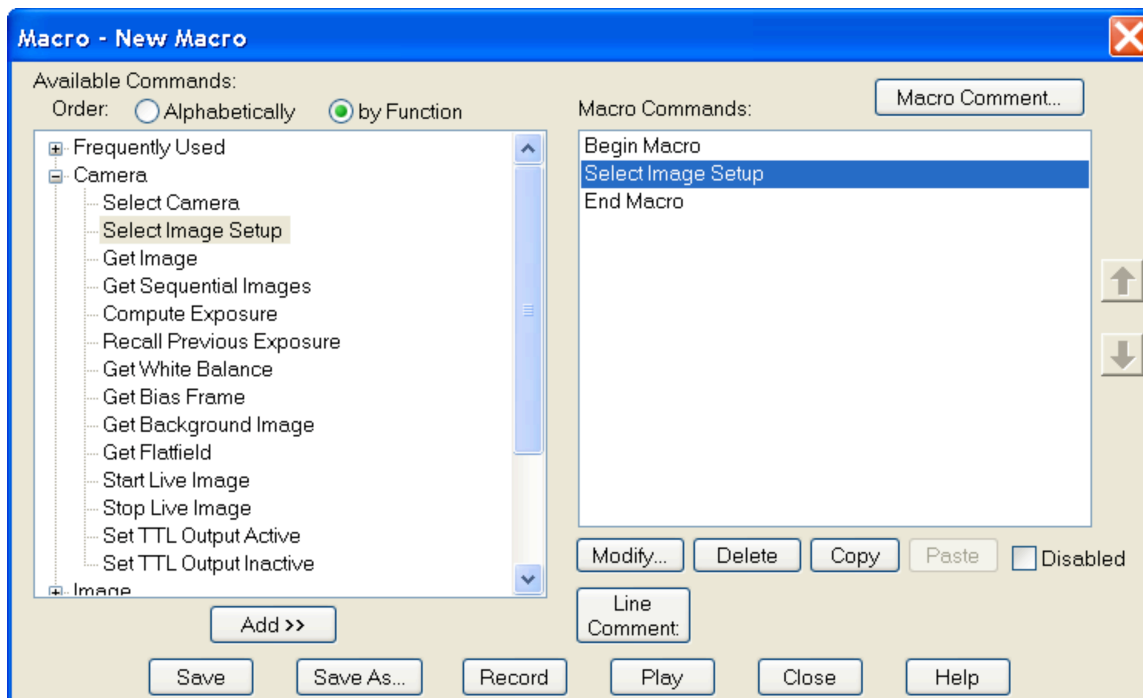 Macro - New Macro
Available Commands:
Order: Alphabetically by Function
Frequently Used
Camera
Select Camera
Select Image Setup
Get Image
Get Sequential Images
Compute Exposure
Recall Previous Exposure
Get White Balance
Get Bias Frame
Get Background Image
Get Flatfield
Start Live Image
Stop Live Image
Set TTL Output Active
Set TTL Output Inactive
Image
Add >>
Macro Commands:
Macro Comment...
Begin Macro
Select Image Setup
End Macro
Modify... Delete Copy Paste Disabled
Line
Comment:
Save Save As... Record Play Close Help